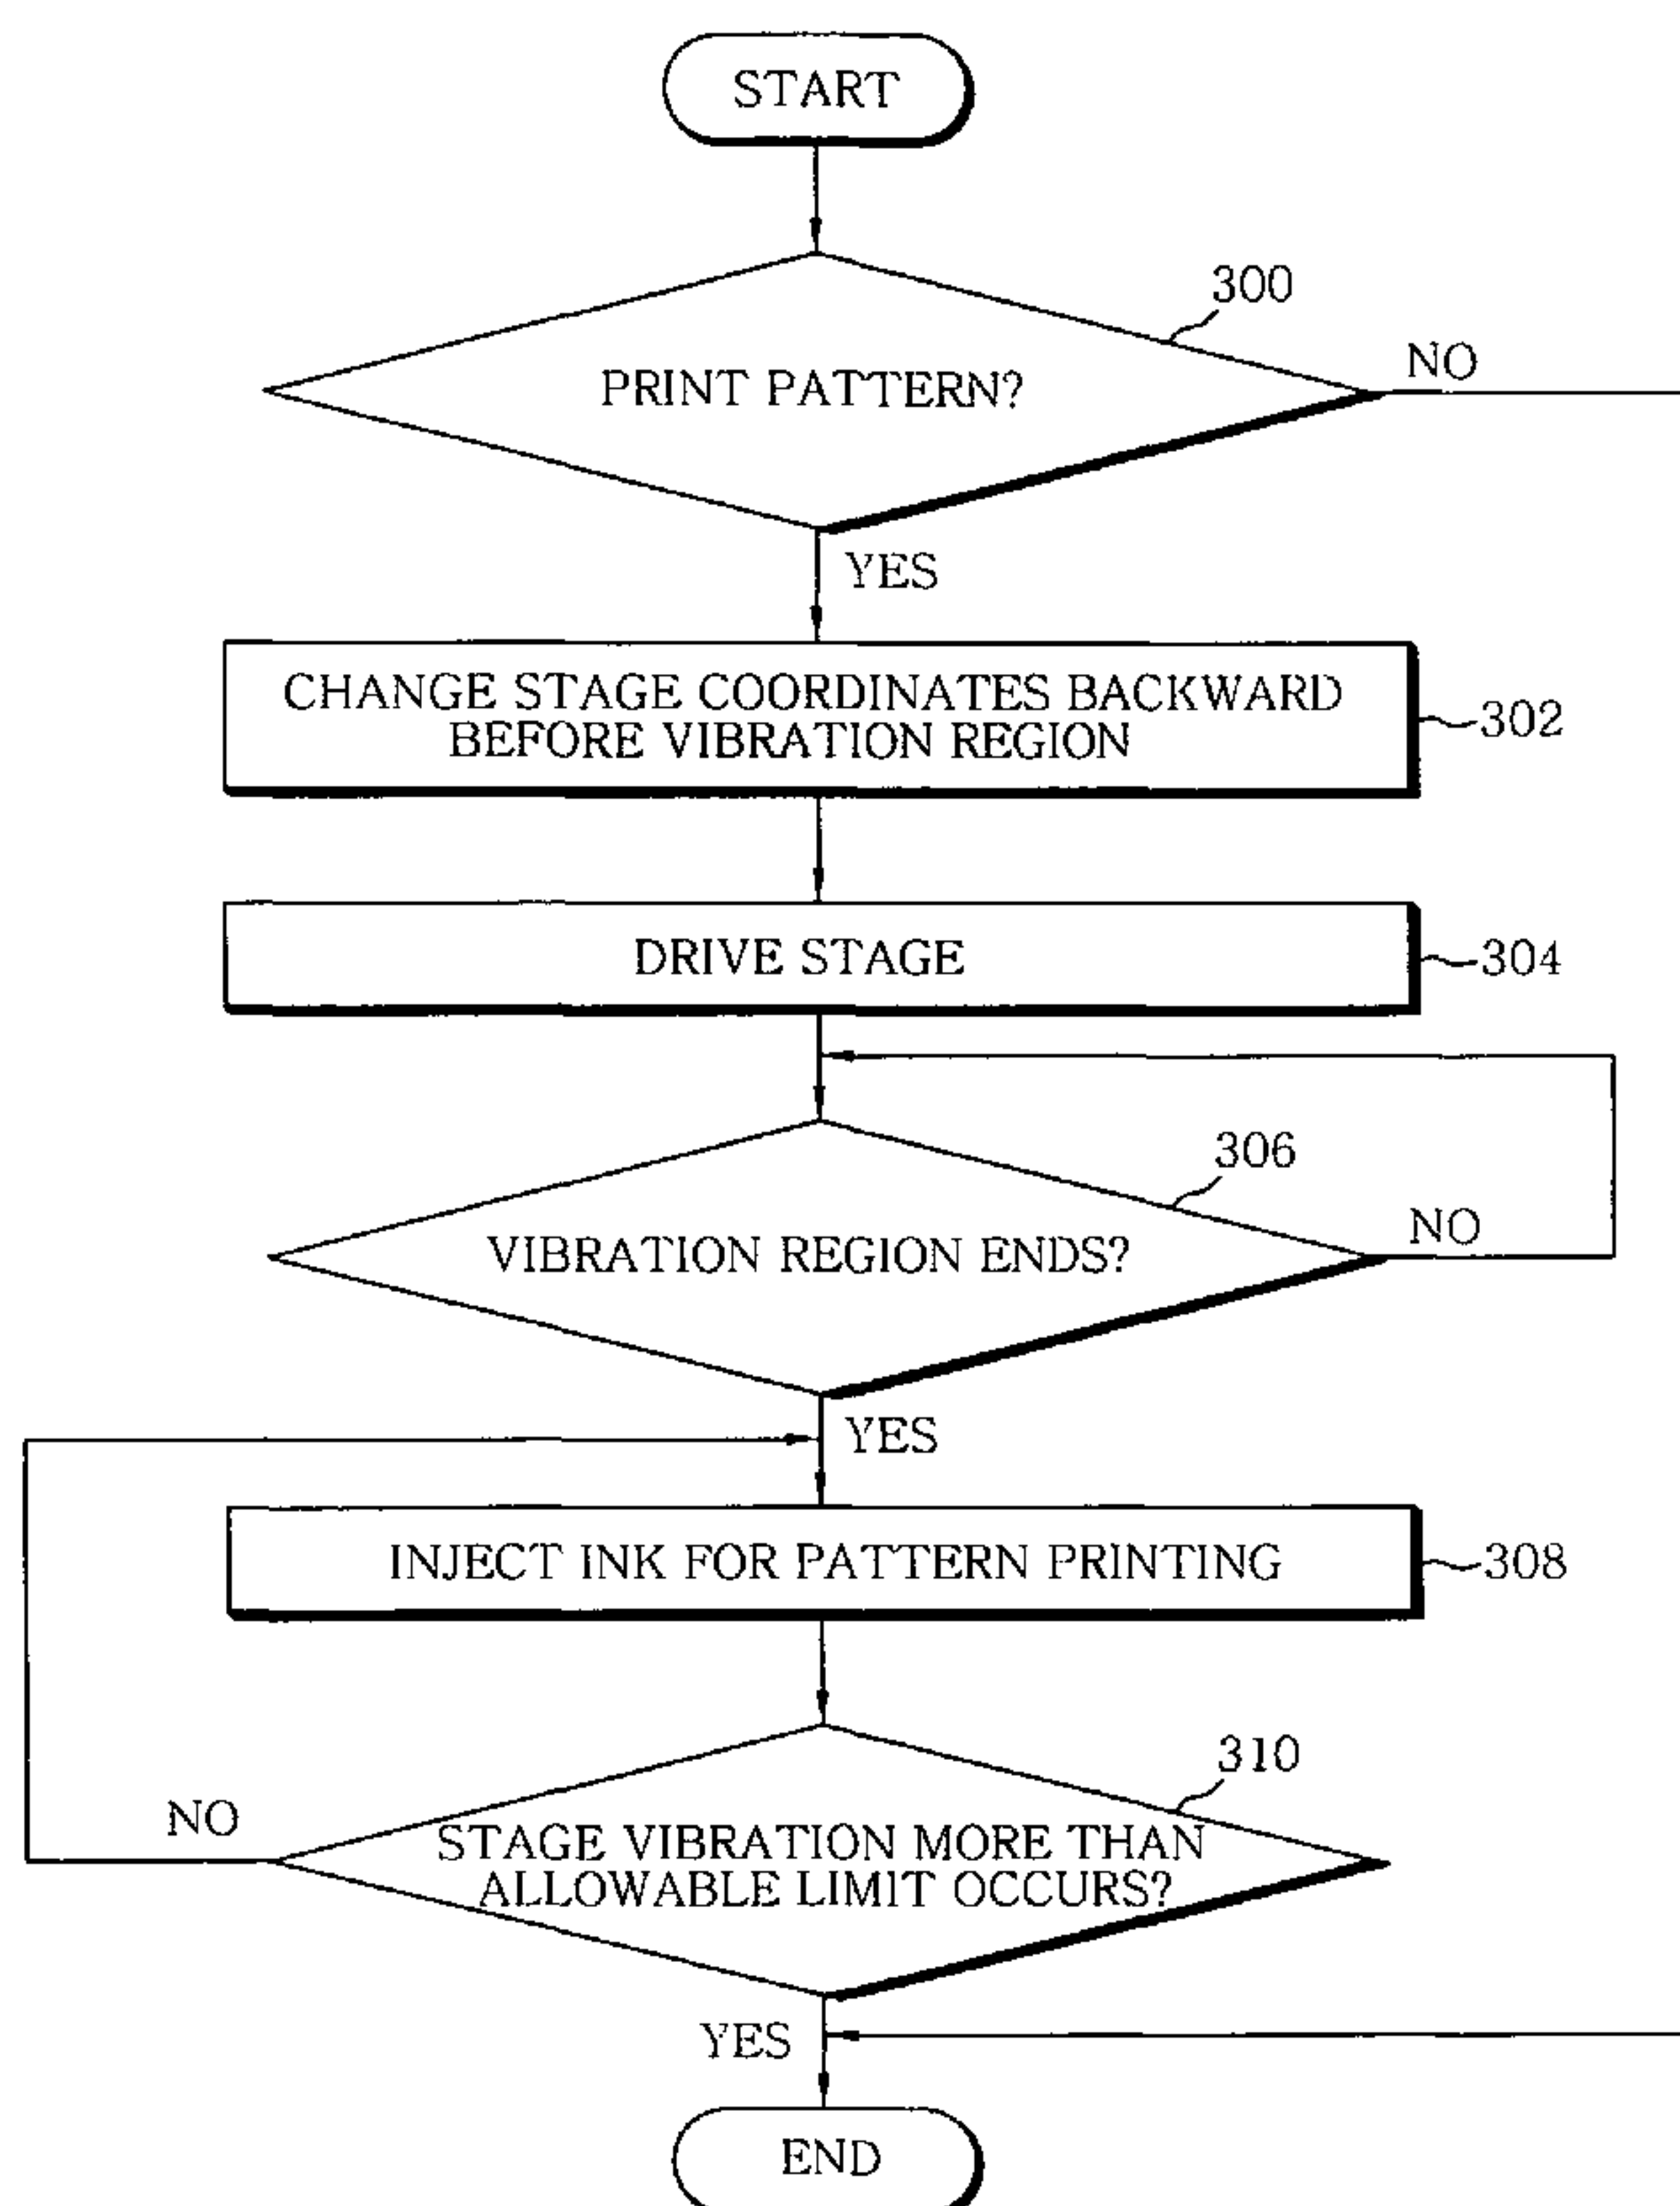 START
300
PRINT PATTERN?
NO
YES
CHANGE STAGE COORDINATES BACKWARD
BEFORE VIBRATION REGION
302
DRIVE STAGE
304
306
VIBRATION REGION ENDS?
NO
YES
INJECT INK FOR PATTERN PRINTING
308
310
NO
STAGE VIBRATION MORE THAN
ALLOWABLE LIMIT OCCURS?
YES
END